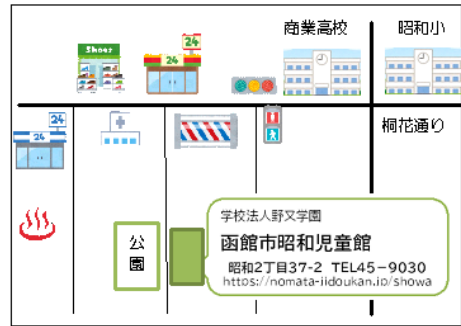 商業高校
昭和小
Shoes
24
24
桐花通り
公園
学校法人野又学園
函館市昭和児童館
昭和2丁目37-2 TEL45-9030
https://nomata-jidoukan.jp/showa